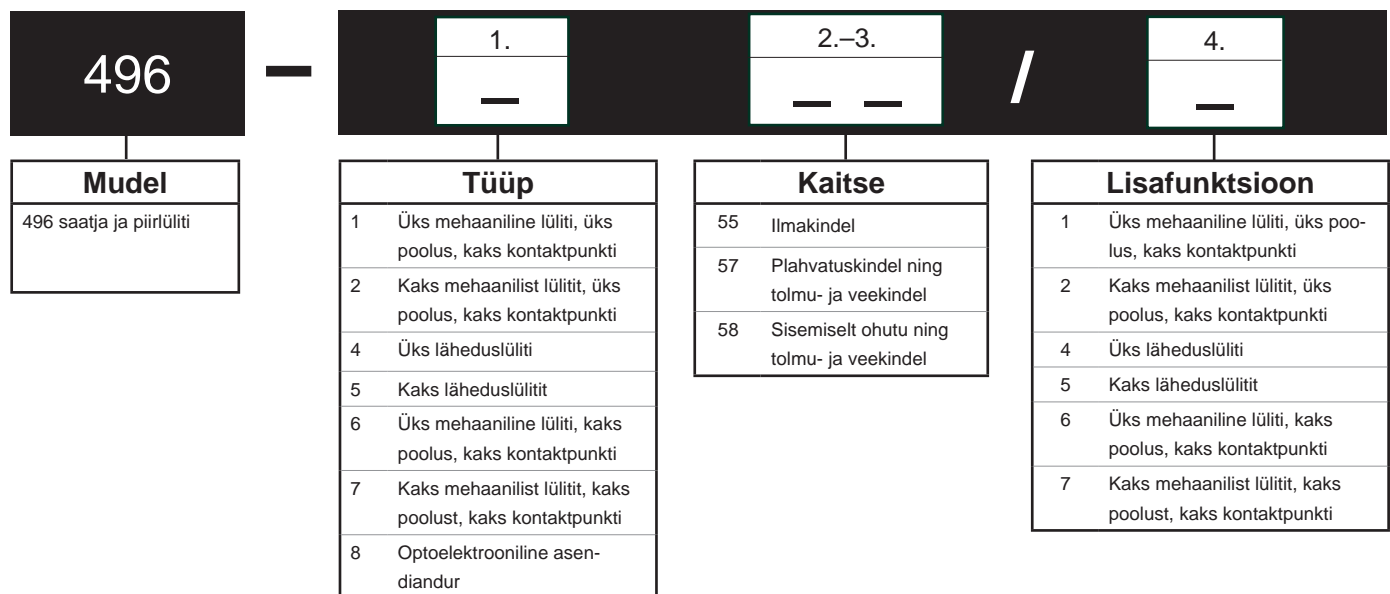 496 – 1. 2.–3. / 4.
– – – –
Mudel
496 saatja ja piirlüliti
Tüüp
1 Üks mehaaniline lüliti, üks
poolus, kaks kontaktpunkti
2 Kaks mehaanilist lülitit, üks
poolus, kaks kontaktpunkti
4 Üks läheduslüliti
5 Kaks läheduslülitit
6 Üks mehaaniline lüliti, kaks
poolus, kaks kontaktpunkti
7 Kaks mehaanilist lülitit, kaks
poolust, kaks kontaktpunkti
8 Optoelektrooniline asen-
diandur
Kaitse
55 Ilmakindel
57 Plahvatuskindel ning
tolmu- ja veekindel
58 Sisemiselt ohutu ning
tolmu- ja veekindel
Lisafunktsioon
1 Üks mehaaniline lüliti, üks poo-
lus, kaks kontaktpunkti
2 Kaks mehaanilist lülitit, üks
poolus, kaks kontaktpunkti
4 Üks läheduslüliti
5 Kaks läheduslülitit
6 Üks mehaaniline lüliti, kaks
poolus, kaks kontaktpunkti
7 Kaks mehaanilist lülitit, kaks
poolust, kaks kontaktpunkti